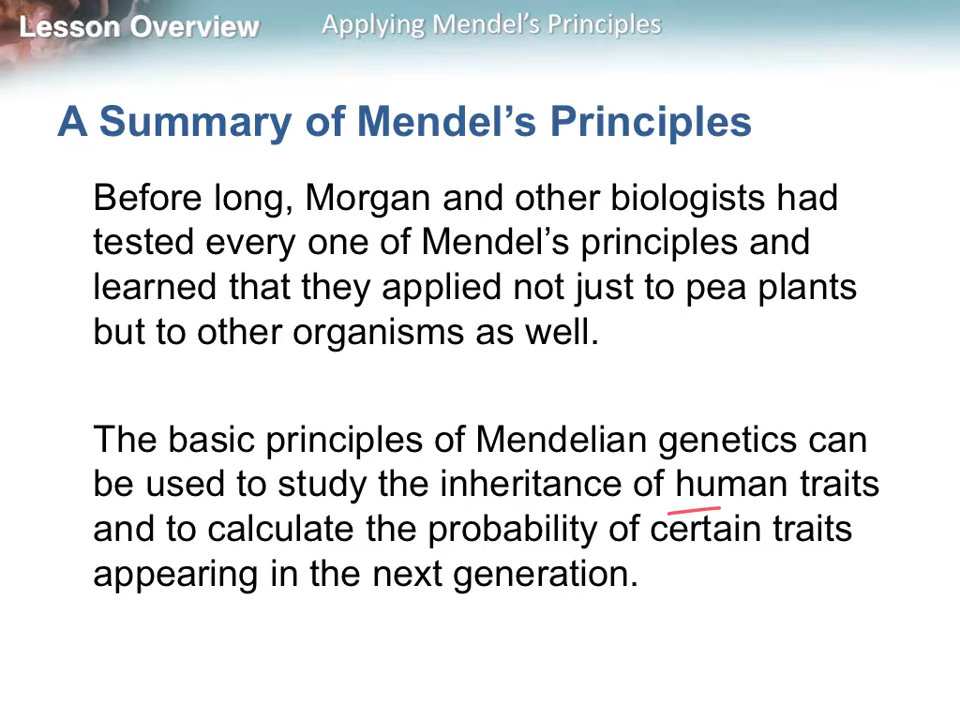 Lesson Overview Applying Mendel's Principles
A Summary of Mendel's Principles
Before long, Morgan and other biologists had
tested every one of Mendel's principles and
learned that they applied not just to pea plants
but to other organisms as well.
The basic principles of Mendelian genetics can
be used to study the inheritance of human traits
and to calculate the probability of certain traits
appearing in the next generation.